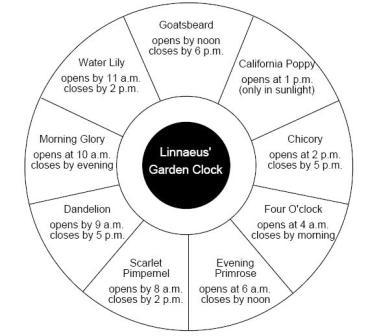 Goatsbeard
opens by noon
closes by 6 p.m.
California Poppy
opens at 1 p.m.
(only in sunlight)
Chicory
opens at 2 p.m.
closes by 5 p.m.
Four O'clock
opens at 4 a.m.
closes by morning
Evening
Primrose
opens at 6 a.m.
closes by noon
Scarlet
Pimpernel
opens by 8 a.m.
closes by 2 p.m.
Dandelion
opens by 9 a.m.
closes by 5 p.m.
Morning Glory
opens at 10 a.m.
closes by evening
Water Lily
opens by 11 a.m.
closes by 2 p.m.
Linnaeus'
Garden Clock